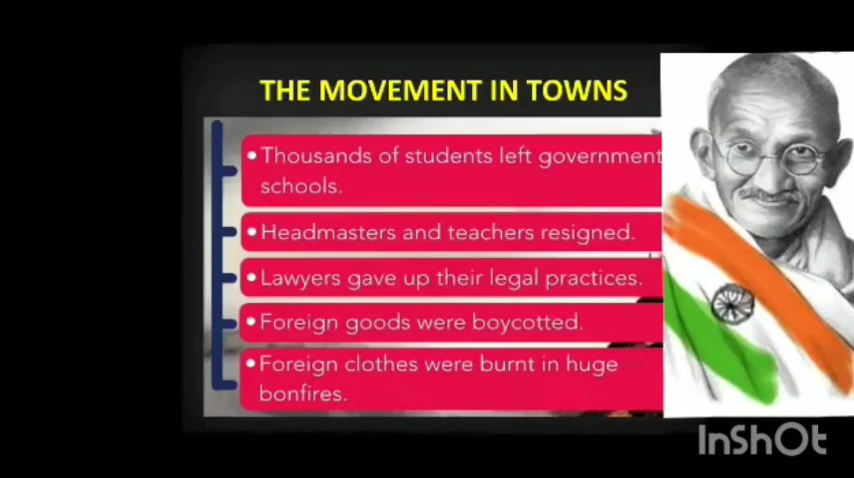 THE MOVEMENT IN TOWNS
• Thousands of students left government
schools.
• Headmasters and teachers resigned.
• Lawyers gave up their legal practices.
• Foreign goods were boycotted.
• Foreign clothes were burnt in huge
bonfires.
InShOt